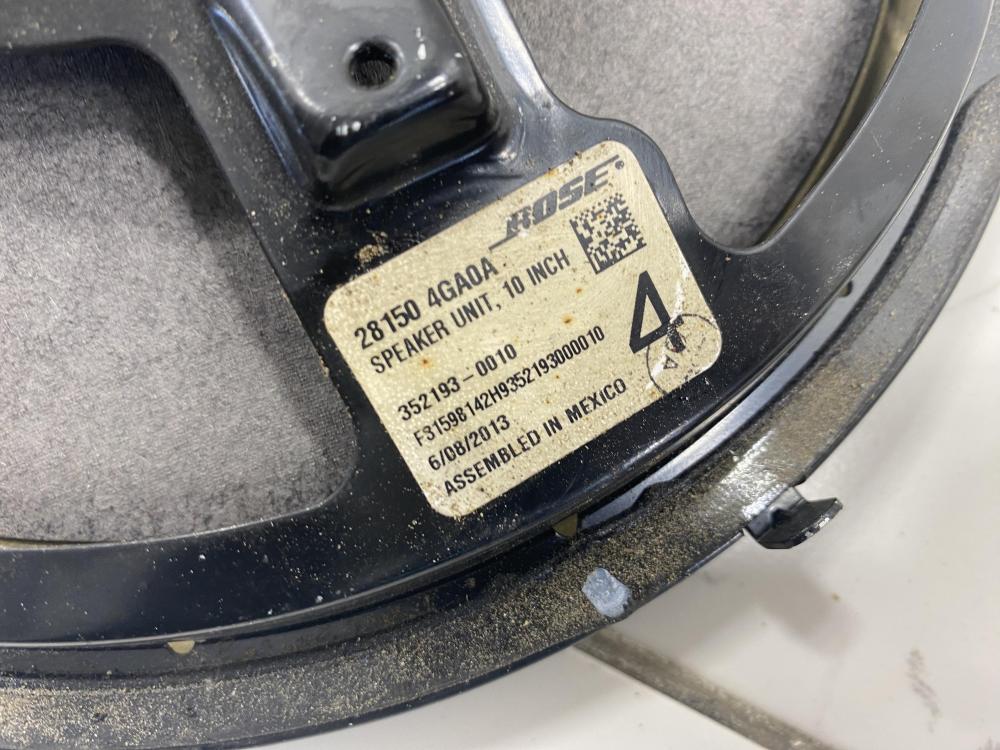 BOSE®
28150 4GA0A
SPEAKER UNIT, 10 INCH
352193-0010
F31598142H9352193000010
6/08/2013
ASSEMBLED IN MEXICO
4